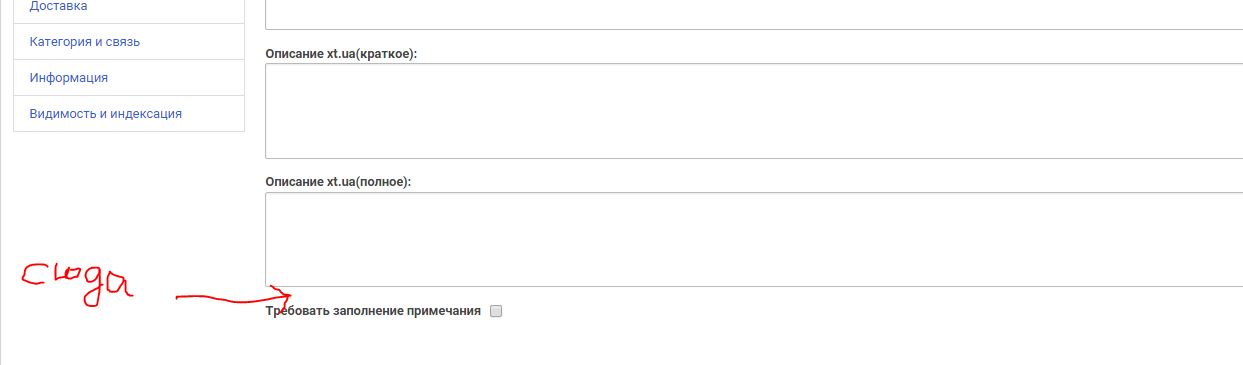 Доставка
Категория и связь
Информация
Видимость и индексация
Описание xt.ua(краткое):
Описание xt.ua(полное):
сюда
Требовать заполнение примечания